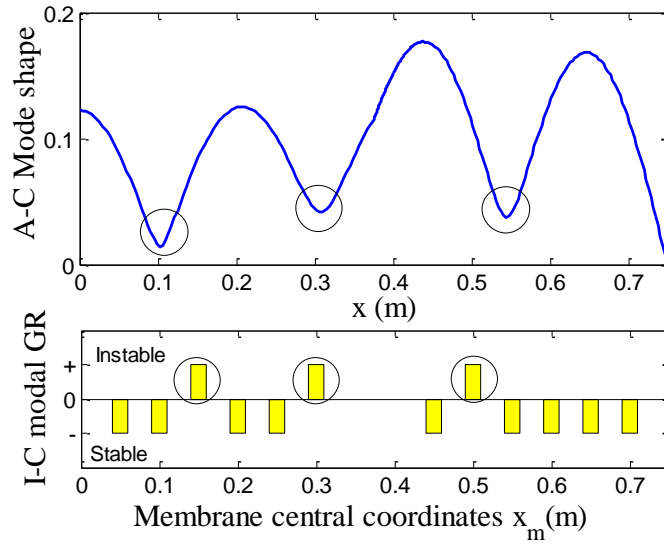 0.2
0.1
0
A-C Mode shape
0 0.1 0.2 0.3 0.4 0.5 0.6 0.7
x (m)
Instable
+
0
-
Stable
I-C modal GR
0 0.1 0.2 0.3 0.4 0.5 0.6 0.7
Membrane central coordinates x_m(m)